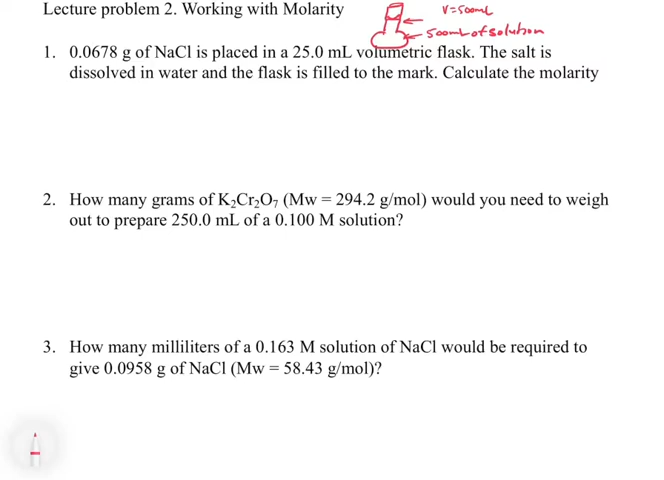 Lecture problem 2. Working with Molarity
V=500mL
500mL of solution
1. 0.0678 g of NaCl is placed in a 25.0 mL volumetric flask. The salt is
dissolved in water and the flask is filled to the mark. Calculate the molarity
2. How many grams of K₂Cr₂O₇ (Mw = 294.2 g/mol) would you need to weigh
out to prepare 250.0 mL of a 0.100 M solution?
3. How many milliliters of a 0.163 M solution of NaCl would be required to
give 0.0958 g of NaCl (Mw = 58.43 g/mol)?